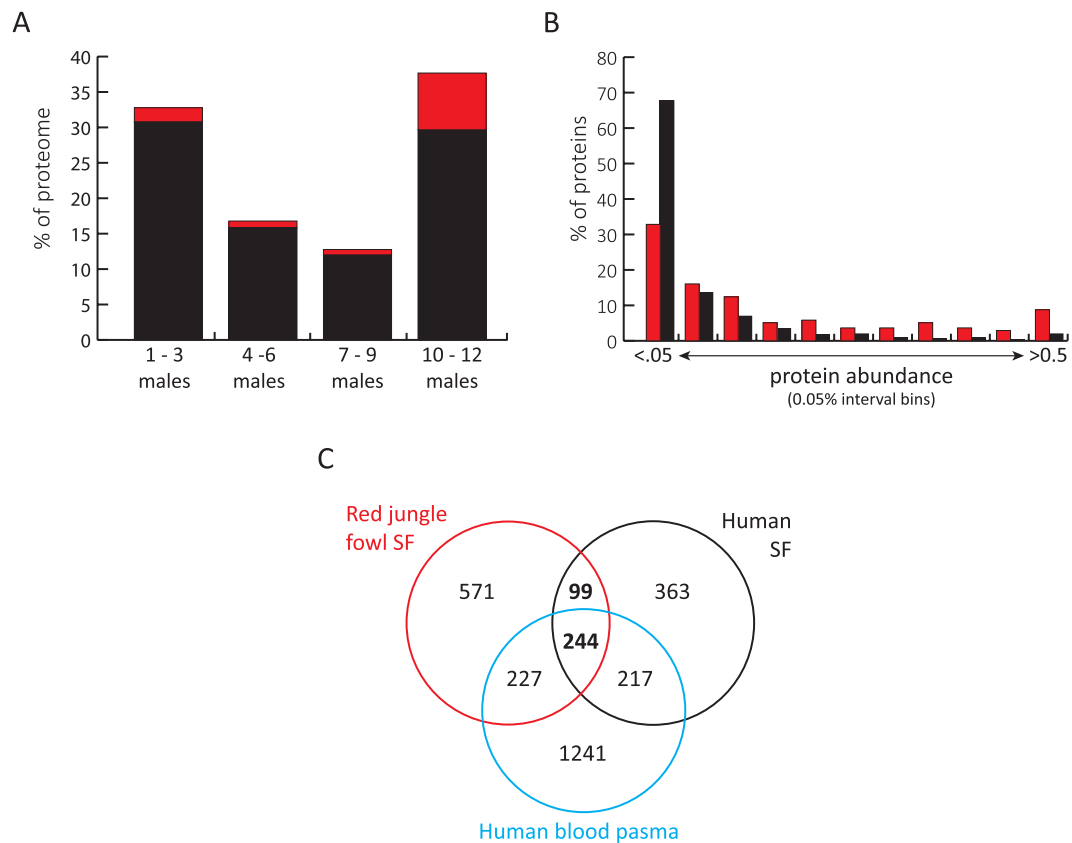 A
% of proteome
40
35
30
25
20
15
10
5
0
1 - 3
males
4 -6
males
7 - 9
males
10 - 12
males
B
% of proteins
80
70
60
50
40
30
20
10
0
<.05
>0.5
protein abundance
(0.05% interval bins)
C
Red jungle
fowl SF
Human
SF
571
99
363
244
227
217
1241
Human blood pasma